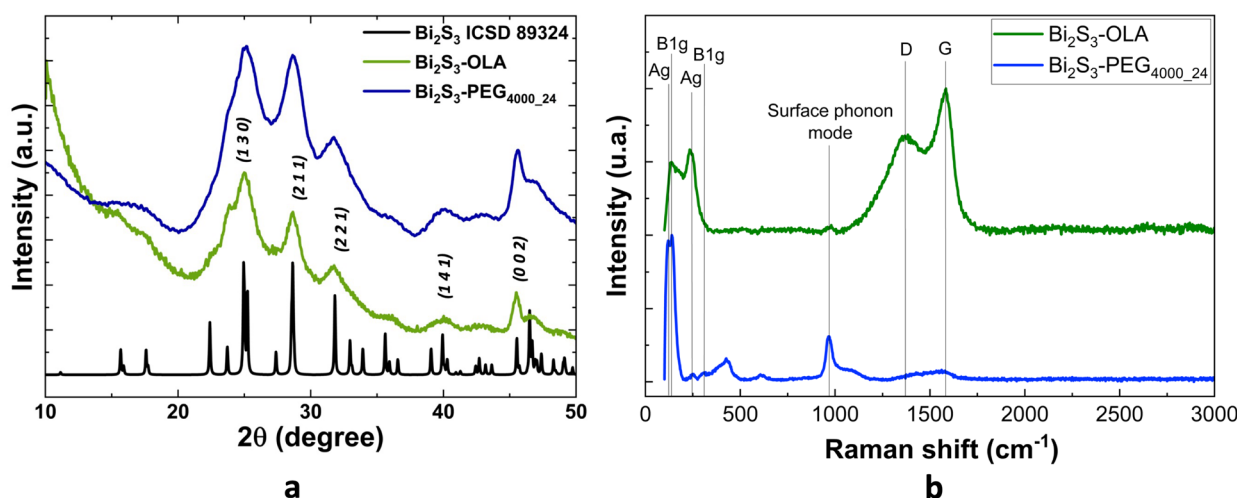 Bi₂S₃ ICSD 89324
Bi₂S₃-OLA
Bi₂S₃-PEG₄₀₀₀_₂₄
(1 3 0)
(2 1 1)
(2 2 1)
(1 4 1)
(0 0 2)
Intensity (a.u.)
10
20
30
40
50
2θ (degree)
a
Bi₂S₃-OLA
Bi₂S₃-PEG₄₀₀₀_₂₄
B1g
B1g
Ag
Ag
D
G
Surface phonon
mode
Intensity (u.a.)
0
500
1000
1500
2000
2500
3000
Raman shift (cm⁻¹)
b